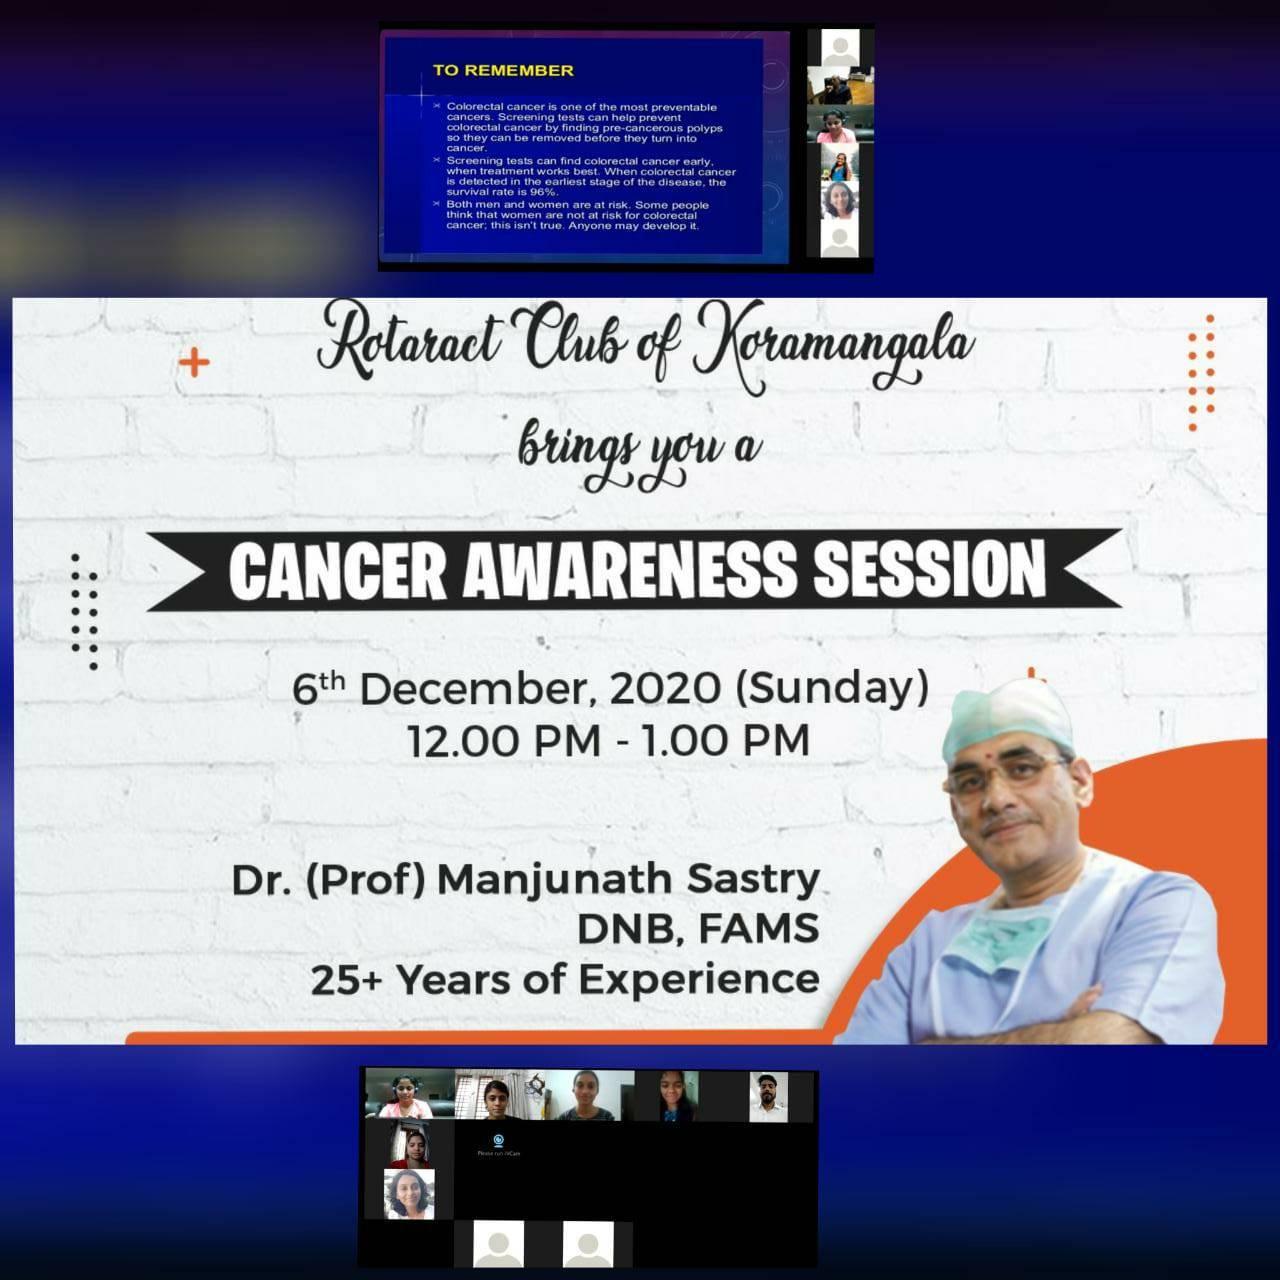 TO REMEMBER
Colorectal cancer is one of the most preventable
cancers. Screening tests can help prevent
colorectal cancer by finding pre-cancerous polyps
so they can be removed before they turn into
cancer.
Screening tests can find colorectal cancer early,
when treatment works best. When colorectal cancer
is detected in the earliest stage of the disease, the
survival rate is 96%.
Both men and women are at risk. Some people
think that women are not at risk for colorectal
cancer; this isn't true. Anyone may develop it.
Rotaract Club of Koramangala
brings you a
CANCER AWARENESS SESSION
6th December, 2020 (Sunday)
12.00 PM - 1.00 PM
Dr. (Prof) Manjunath Sastry
DNB, FAMS
25+ Years of Experience
Please run iVCam